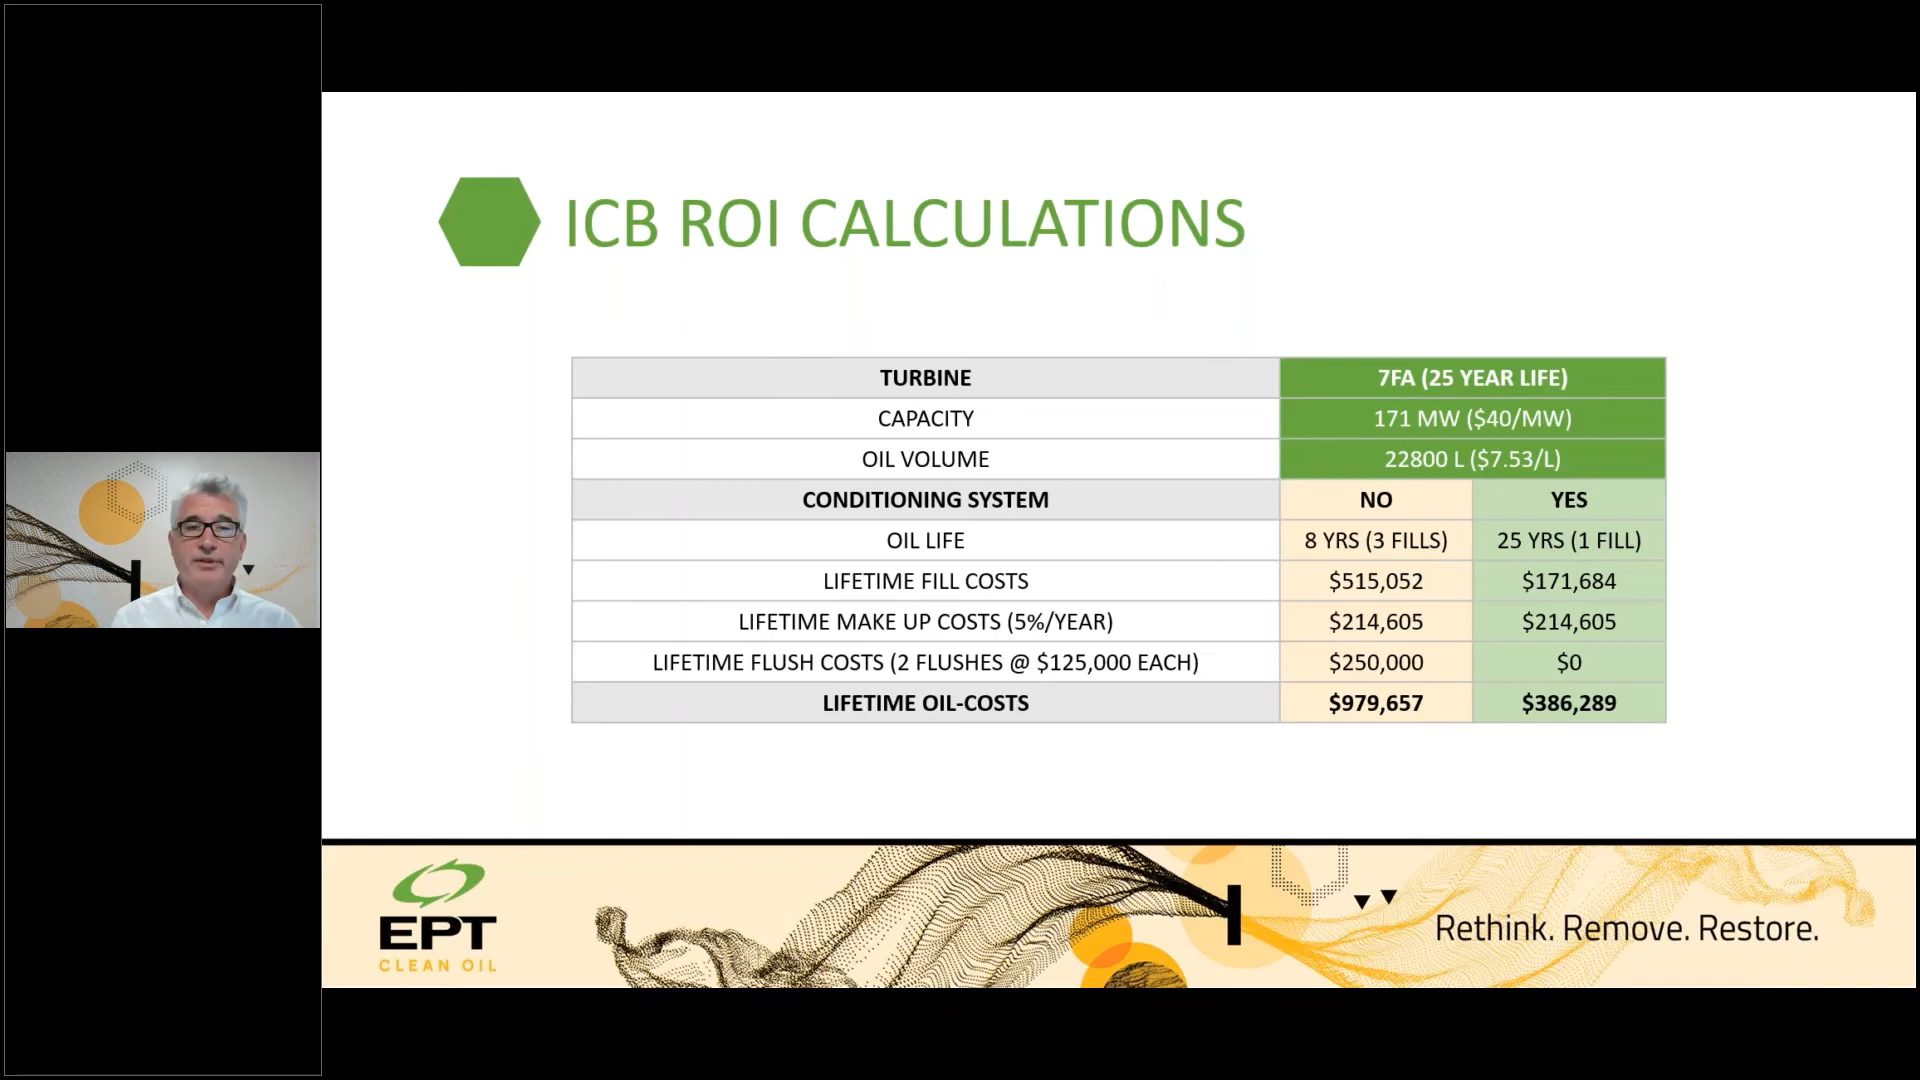 ICB ROI CALCULATIONS
TURBINE 7FA (25 YEAR LIFE)
CAPACITY 171 MW ($40/MW)
OIL VOLUME 22800 L ($7.53/L)
CONDITIONING SYSTEM NO YES
OIL LIFE 8 YRS (3 FILLS) 25 YRS (1 FILL)
LIFETIME FILL COSTS $515,052 $171,684
LIFETIME MAKE UP COSTS (5%/YEAR) $214,605 $214,605
LIFETIME FLUSH COSTS (2 FLUSHES @ $125,000 EACH) $250,000 $0
LIFETIME OIL-COSTS $979,657 $386,289
EPT
CLEAN OIL
Rethink. Remove. Restore.